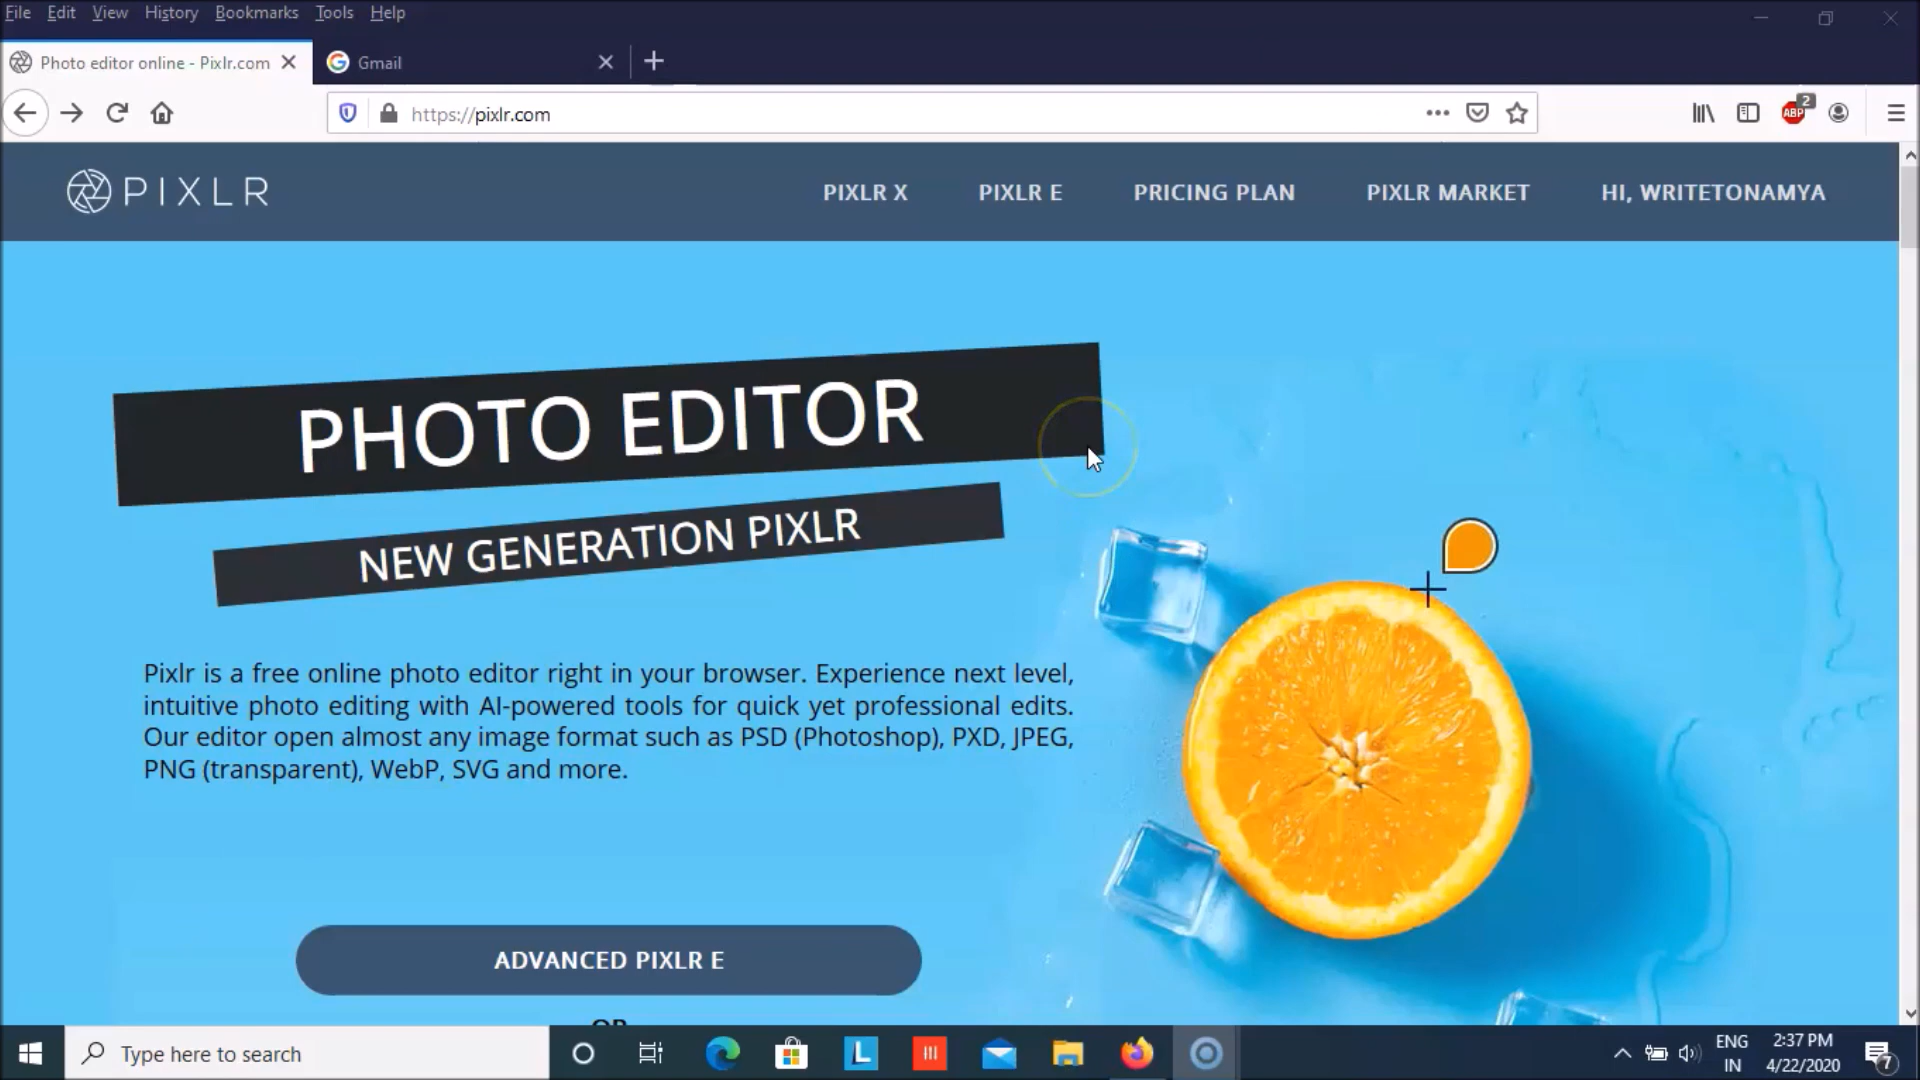 File Edit View History Bookmarks Tools Help
Photo editor online - Pixlr.com
Gmail
https://pixlr.com
ABP 2
PIXLR
PIXLR X
PIXLR E
PRICING PLAN
PIXLR MARKET
HI, WRITETONAMYA
PHOTO EDITOR
NEW GENERATION PIXLR
Pixlr is a free online photo editor right in your browser. Experience next level,
intuitive photo editing with AI-powered tools for quick yet professional edits.
Our editor open almost any image format such as PSD (Photoshop), PXD, JPEG,
PNG (transparent), WebP, SVG and more.
ADVANCED PIXLR E
OR
Type here to search
L
ENG
IN
2:37 PM
4/22/2020
7